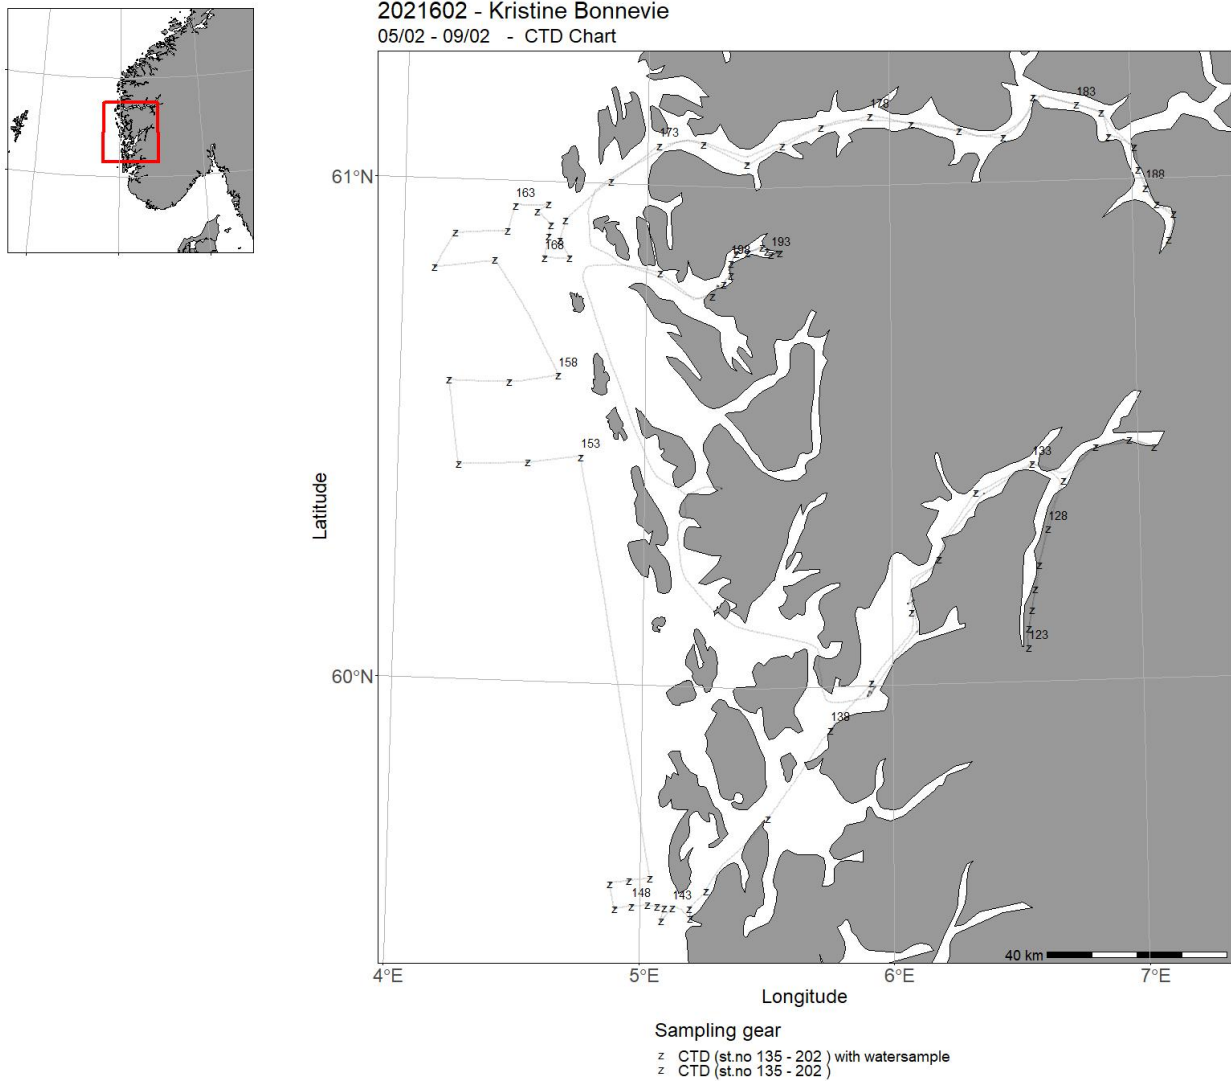 2021602 - Kristine Bonnevie
05/02 - 09/02 - CTD Chart
183
178
173
188
61°N
163
193
198
168
158
153
133
128
123
60°N
138
148
143
40 km
4°E
5°E
6°E
7°E
Latitude
Longitude
Sampling gear
z CTD (st.no 135 - 202 ) with watersample
z CTD (st.no 135 - 202 )